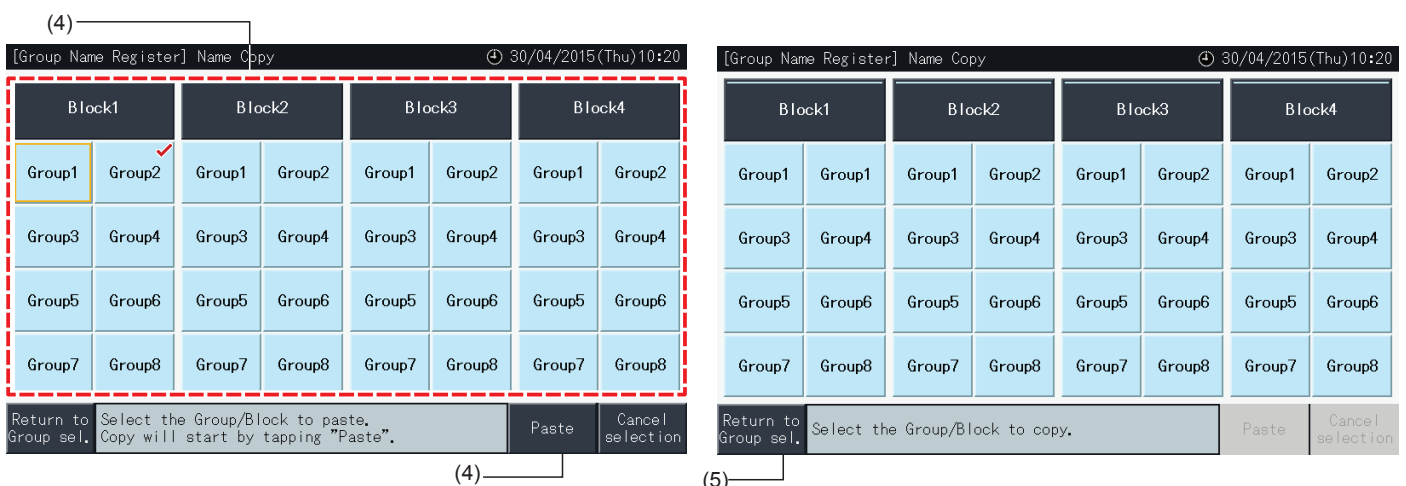 (4)
[Group Name Register] Name Copy 30/04/2015(Thu)10:20
Block1 Block2 Block3 Block4
Group1 Group2 Group1 Group2 Group1 Group2 Group1 Group2
Group3 Group4 Group3 Group4 Group3 Group4 Group3 Group4
Group5 Group6 Group5 Group6 Group5 Group6 Group5 Group6
Group7 Group8 Group7 Group8 Group7 Group8 Group7 Group8
Return to
Group sel.
Select the Group/Block to paste.
Copy will start by tapping "Paste".
Paste
Cancel
selection
(4)
[Group Name Register] Name Copy 30/04/2015(Thu)10:20
Block1 Block2 Block3 Block4
Group1 Group1 Group1 Group2 Group1 Group2 Group1 Group2
Group3 Group4 Group3 Group4 Group3 Group4 Group3 Group4
Group5 Group6 Group5 Group6 Group5 Group6 Group5 Group6
Group7 Group8 Group7 Group8 Group7 Group8 Group7 Group8
Return to
Group sel.
Select the Group/Block to copy.
Paste
Cancel
selection
(5)